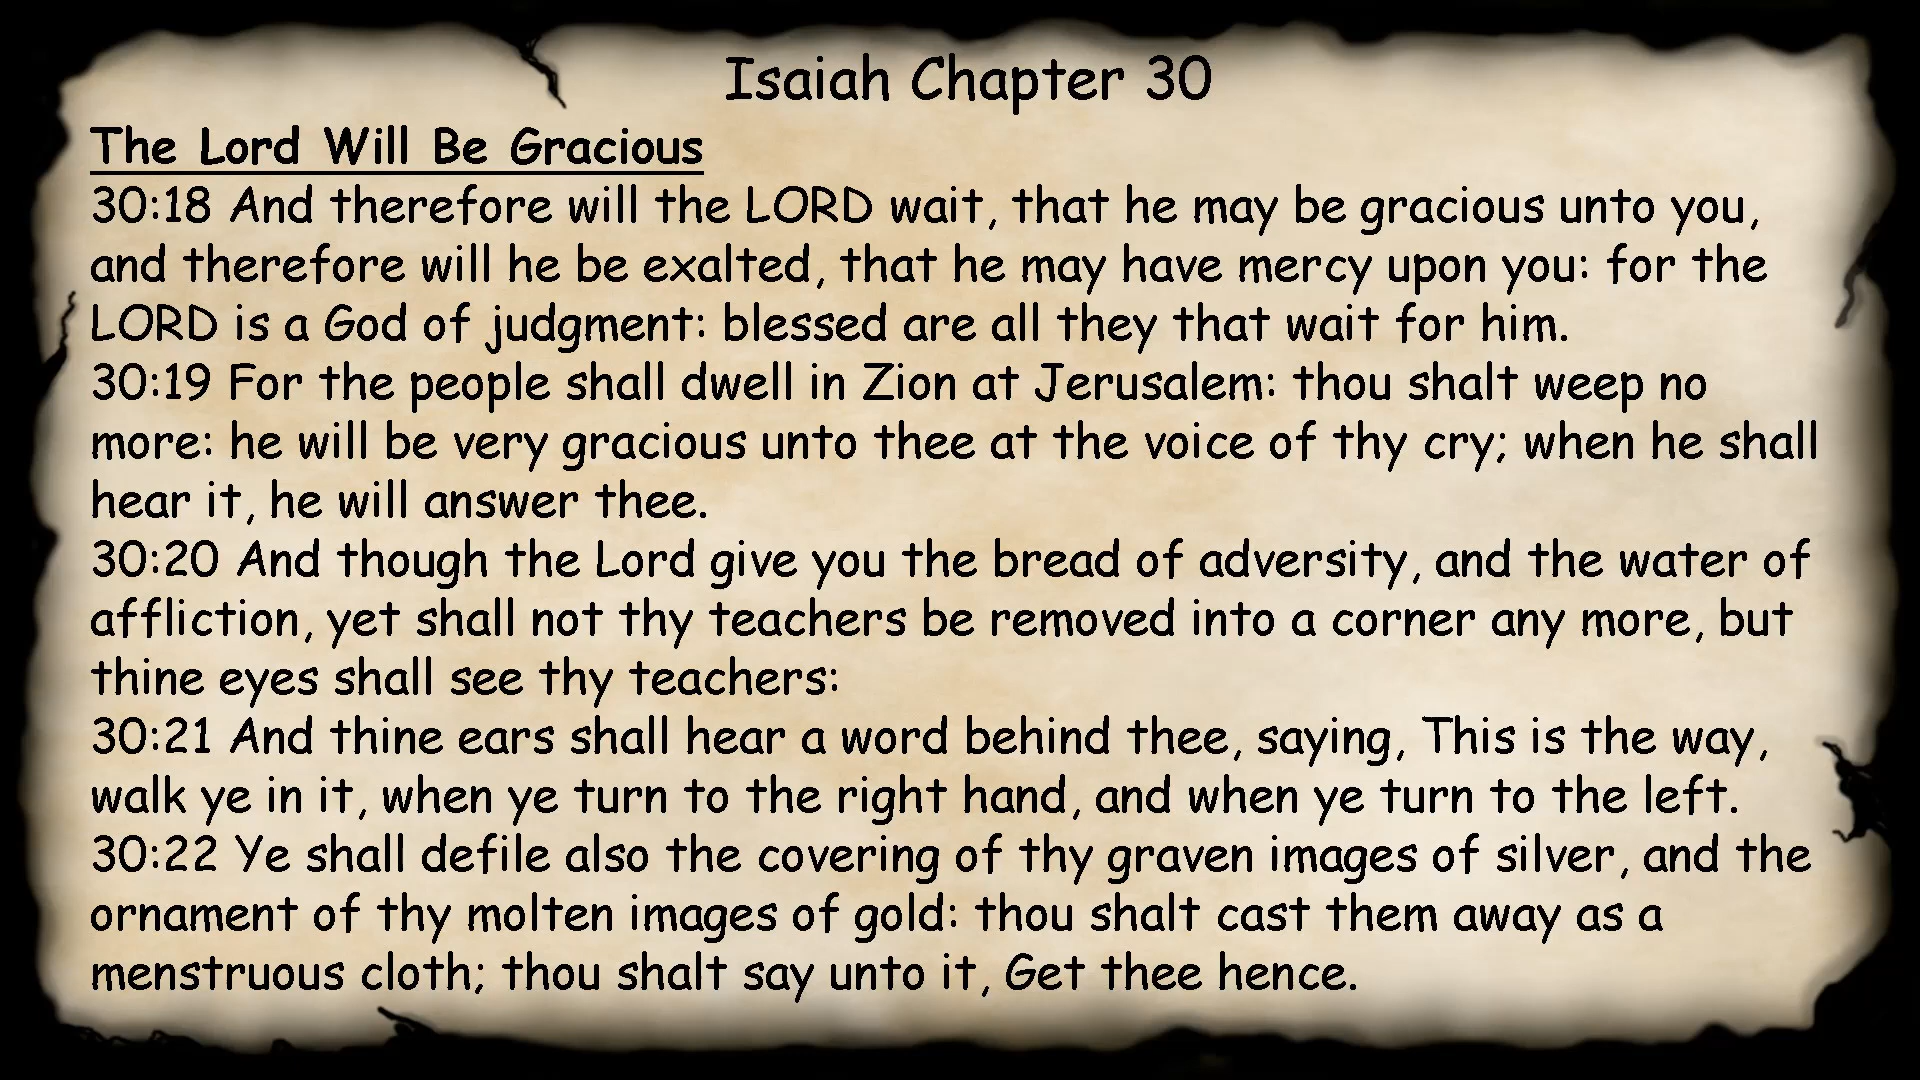 Isaiah Chapter 30
The Lord Will Be Gracious
30:18 And therefore will the LORD wait, that he may be gracious unto you,
and therefore will he be exalted, that he may have mercy upon you: for the
LORD is a God of judgment: blessed are all they that wait for him.
30:19 For the people shall dwell in Zion at Jerusalem: thou shalt weep no
more: he will be very gracious unto thee at the voice of thy cry; when he shall
hear it, he will answer thee.
30:20 And though the Lord give you the bread of adversity, and the water of
affliction, yet shall not thy teachers be removed into a corner any more, but
thine eyes shall see thy teachers:
30:21 And thine ears shall hear a word behind thee, saying, This is the way,
walk ye in it, when ye turn to the right hand, and when ye turn to the left.
30:22 Ye shall defile also the covering of thy graven images of silver, and the
ornament of thy molten images of gold: thou shalt cast them away as a
menstruous cloth; thou shalt say unto it, Get thee hence.